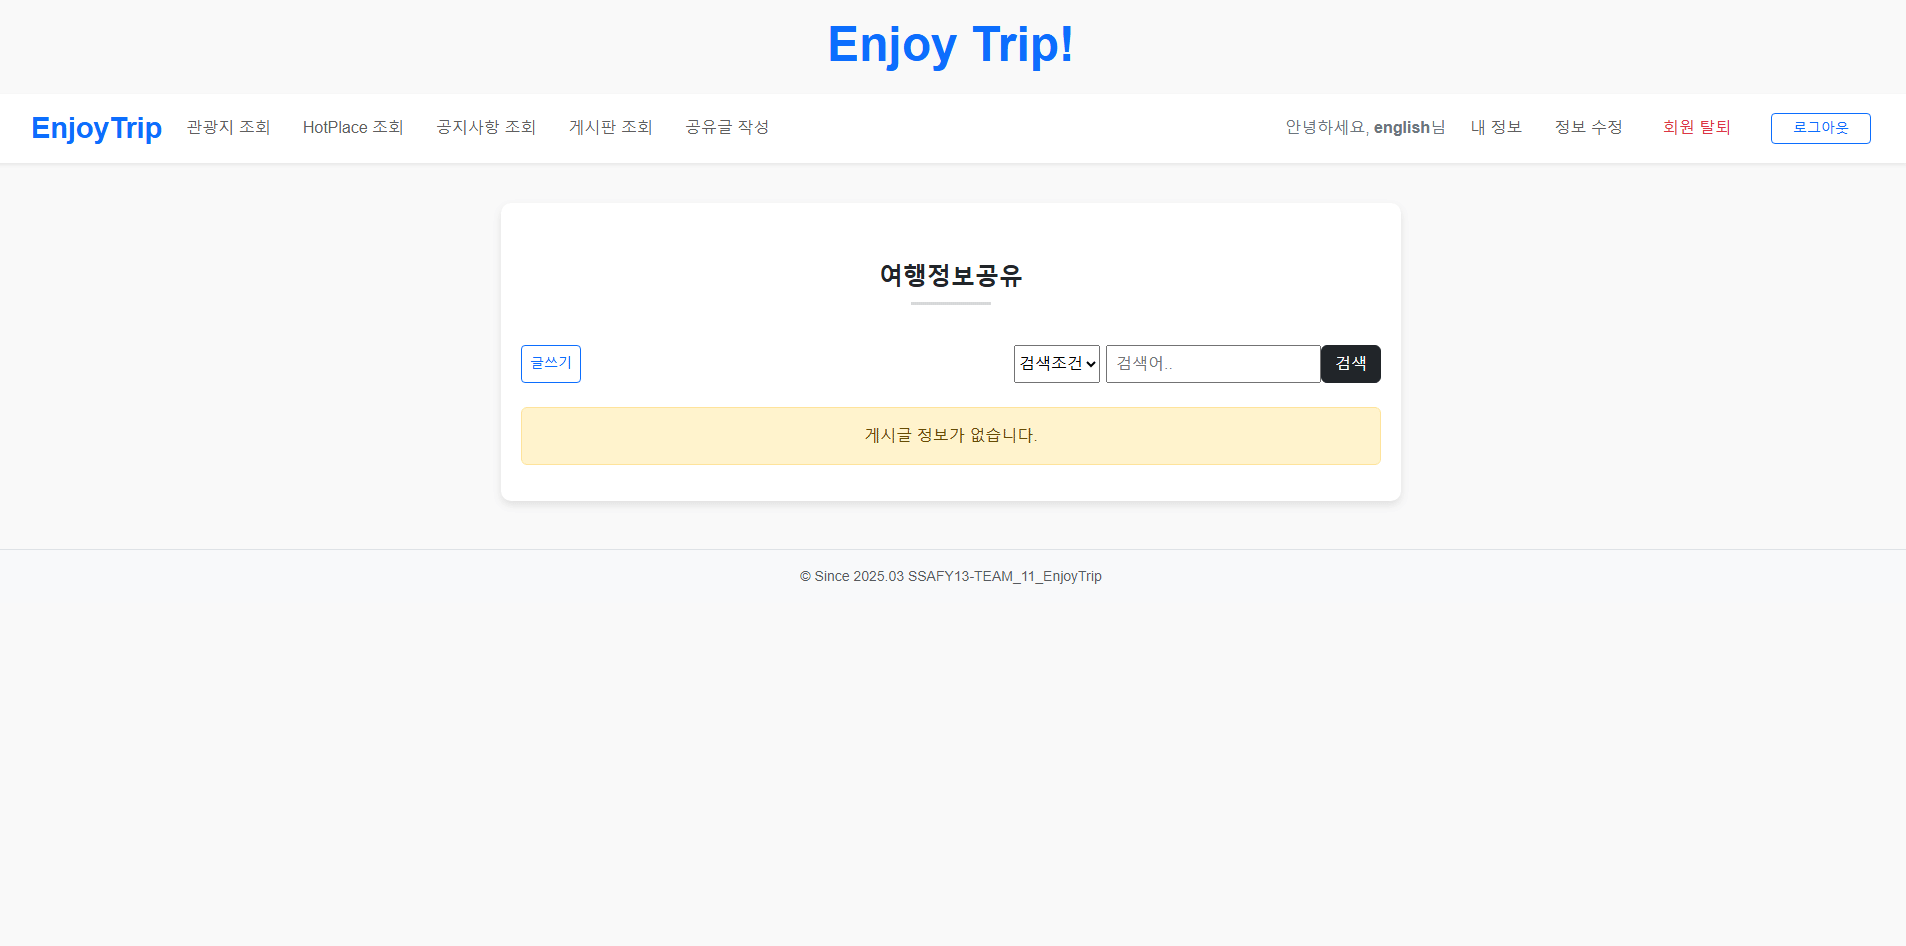 Enjoy Trip!
EnjoyTrip 관광지 조회 HotPlace 조회 공지사항 조회 게시판 조회 공유글 작성 안녕하세요, english님 내 정보 정보 수정 회원 탈퇴 로그아웃
여행정보공유
글쓰기 검색조건 검색어.. 검색
게시글 정보가 없습니다.
© Since 2025.03 SSAFY13-TEAM_11_EnjoyTrip